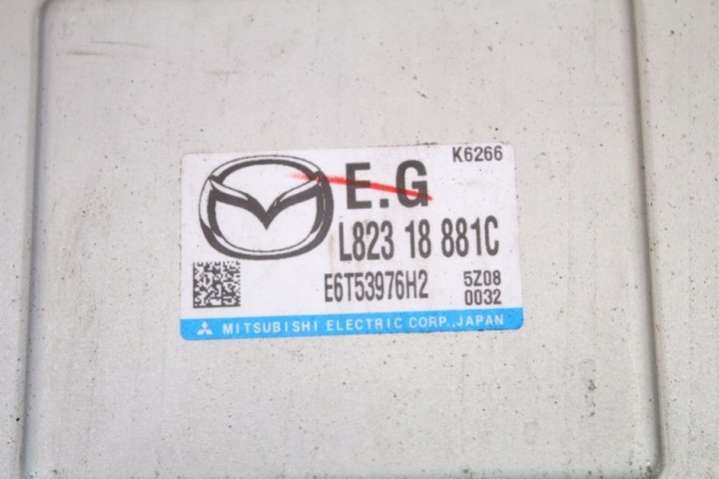 K6266
E.G
L823 18 881C
E6T53976H2 5Z08
0032
MITSUBISHI ELECTRIC CORP.,JAPAN